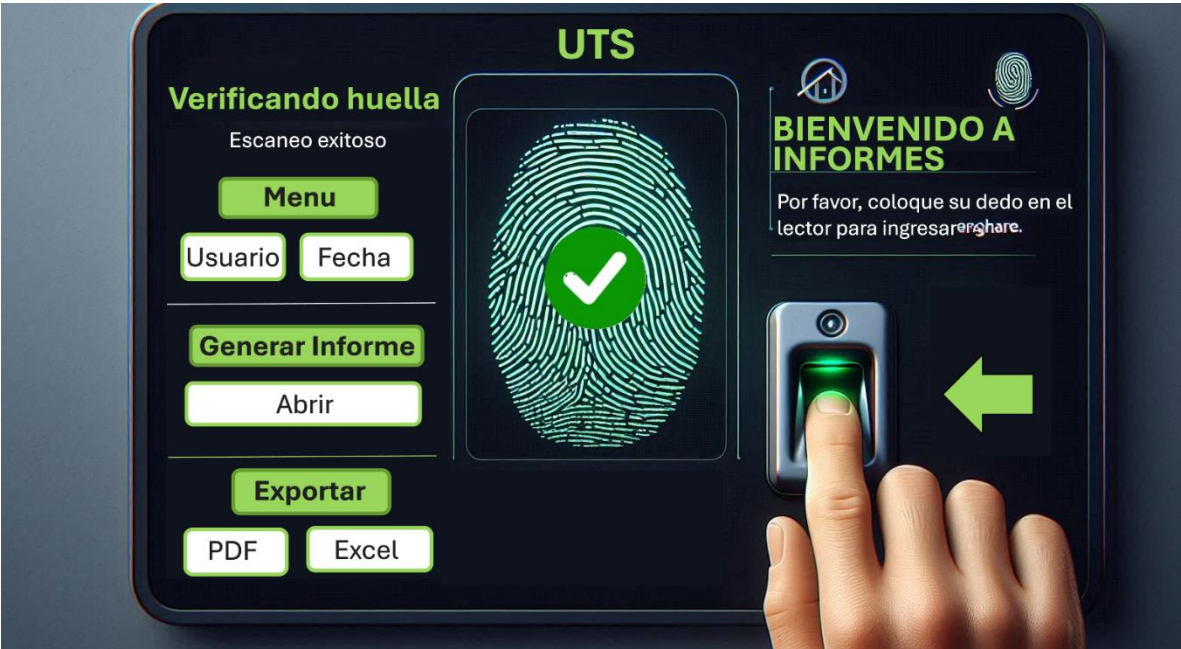 UTS
Verificando huella
Escaneo exitoso
Menu
Usuario
Fecha
Generar Informe
Abrir
Exportar
PDF
Excel
BIENVENIDO A
INFORMES
Por favor, coloque su dedo en el
lector para ingresar